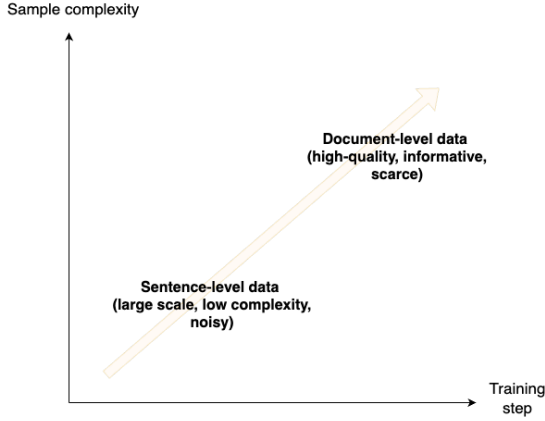 Sample complexity
Document-level data
(high-quality, informative,
scarce)
Sentence-level data
(large scale, low complexity,
noisy)
Training
step